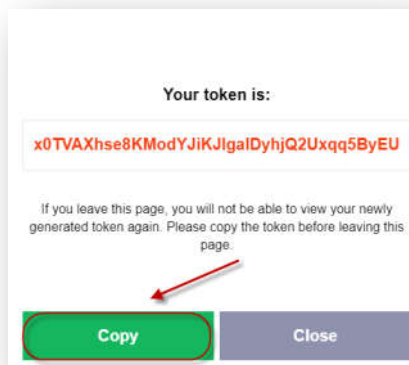 Your token is:
x0TVAXhse8KModYJiKJIgalDyhjQ2Uxqq5ByEU
If you leave this page, you will not be able to view your newly
generated token again. Please copy the token before leaving this
page.
Copy
Close